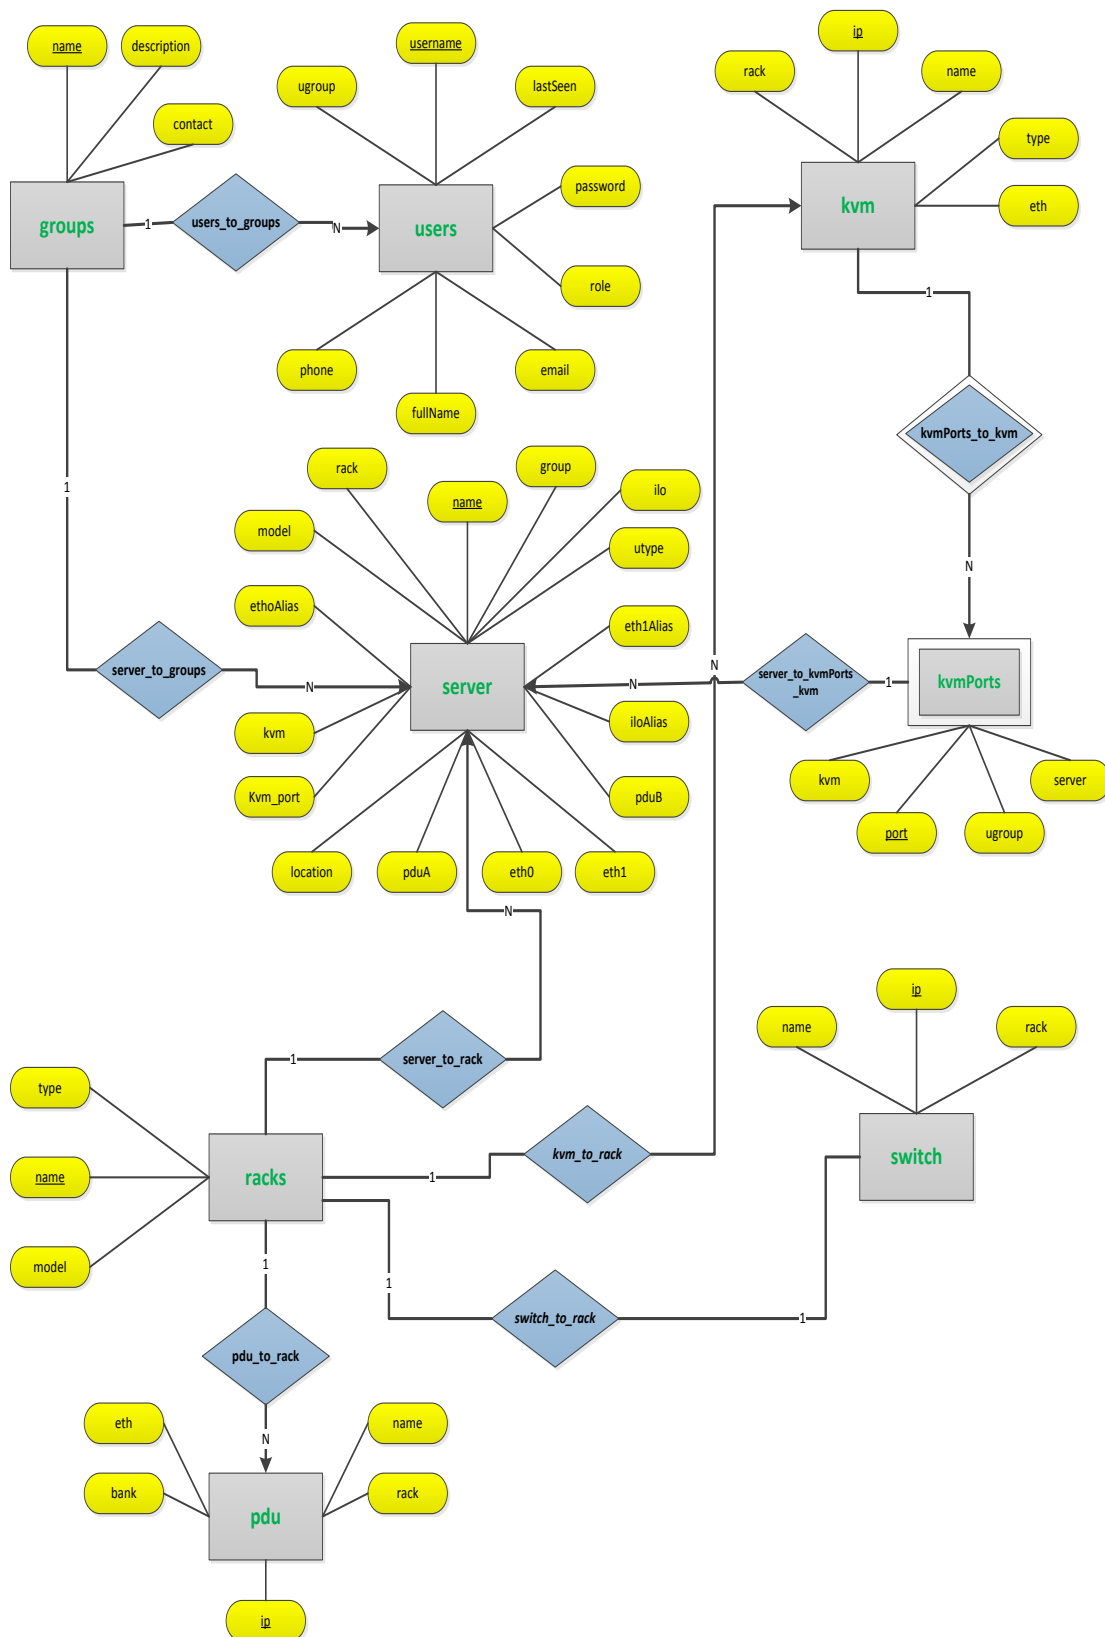 name
description
contact
groups
1
users_to_groups
N
username
ugroup
lastSeen
password
users
role
phone
email
fullName
ip
rack
name
type
kvm
eth
1
kvmPorts_to_kvm
N
1
rack
group
ilo
name
model
utype
ethoAlias
eth1Alias
server_to_groups
N
server
N
server_to_kvmPorts
_kvm
1
kvmPorts
N
kvm
iloAlias
Kvm_port
pduB
kvm
server
port
ugroup
location
pduA
eth0
eth1
N
ip
name
rack
switch
1
server_to_rack
type
name
racks
model
1
kvm_to_rack
1
switch_to_rack
1
1
pdu_to_rack
N
eth
name
bank
rack
pdu
ip